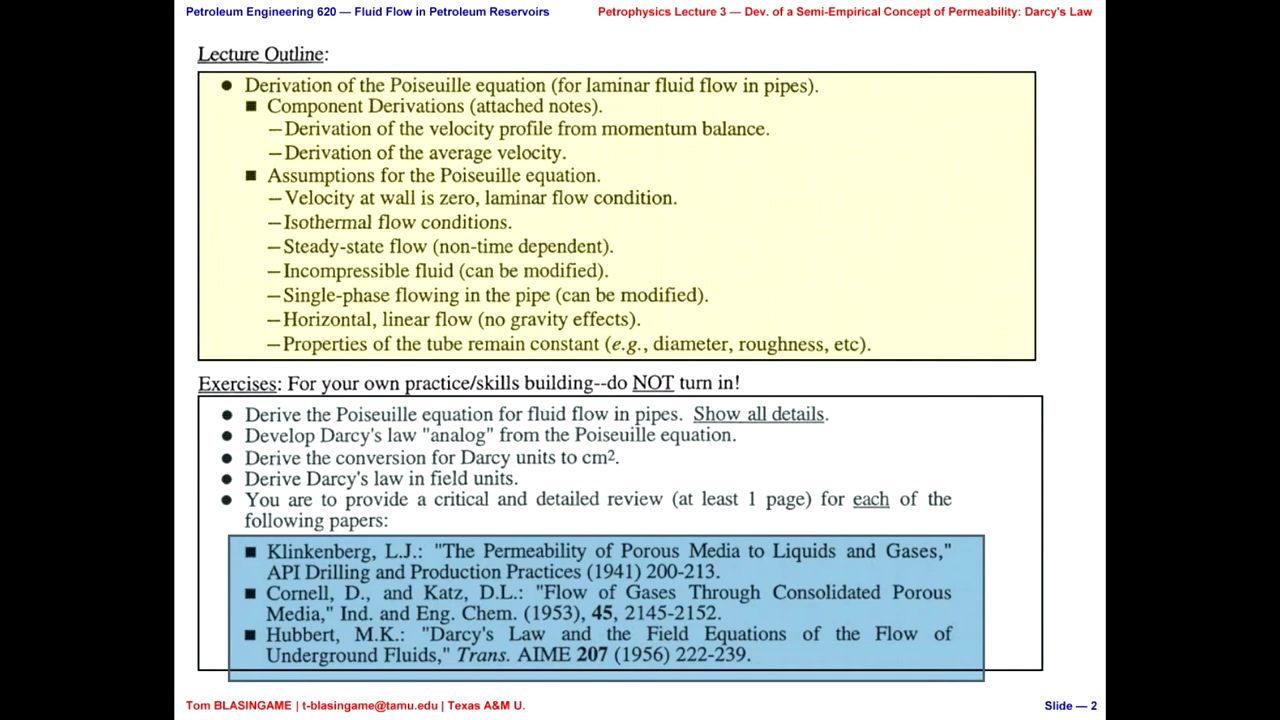 Petroleum Engineering 620 — Fluid Flow in Petroleum Reservoirs
Petrophysics Lecture 3 — Dev. of a Semi-Empirical Concept of Permeability: Darcy's Law
Lecture Outline:
● Derivation of the Poiseuille equation (for laminar fluid flow in pipes).
■ Component Derivations (attached notes).
—Derivation of the velocity profile from momentum balance.
—Derivation of the average velocity.
■ Assumptions for the Poiseuille equation.
—Velocity at wall is zero, laminar flow condition.
—Isothermal flow conditions.
—Steady-state flow (non-time dependent).
—Incompressible fluid (can be modified).
—Single-phase flowing in the pipe (can be modified).
—Horizontal, linear flow (no gravity effects).
—Properties of the tube remain constant (e.g., diameter, roughness, etc).
Exercises: For your own practice/skills building--do NOT turn in!
● Derive the Poiseuille equation for fluid flow in pipes. Show all details.
● Develop Darcy's law "analog" from the Poiseuille equation.
● Derive the conversion for Darcy units to cm².
● Derive Darcy's law in field units.
● You are to provide a critical and detailed review (at least 1 page) for each of the
following papers:
■ Klinkenberg, L.J.: "The Permeability of Porous Media to Liquids and Gases,"
API Drilling and Production Practices (1941) 200-213.
■ Cornell, D., and Katz, D.L.: "Flow of Gases Through Consolidated Porous
Media," Ind. and Eng. Chem. (1953), 45, 2145-2152.
■ Hubbert, M.K.: "Darcy's Law and the Field Equations of the Flow of
Underground Fluids," Trans. AIME 207 (1956) 222-239.
Tom BLASINGAME | t-blasingame@tamu.edu | Texas A&M U.
Slide — 2